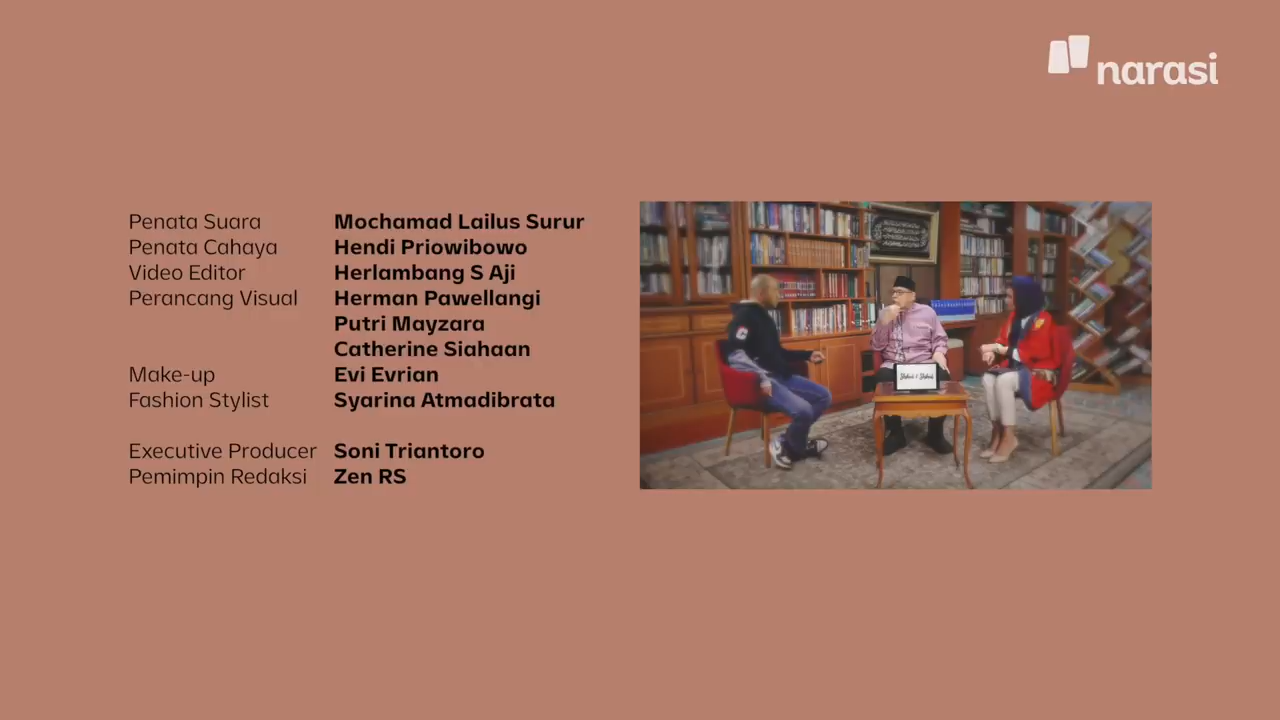 narasi
Penata Suara Mochamad Lailus Surur
Penata Cahaya Hendi Priowibowo
Video Editor Herlambang S Aji
Perancang Visual Herman Pawellangi
Putri Mayzara
Catherine Siahaan
Make-up Evi Evrian
Fashion Stylist Syarina Atmadibrata
Executive Producer Soni Triantoro
Pemimpin Redaksi Zen RS
Shihab & Shihab